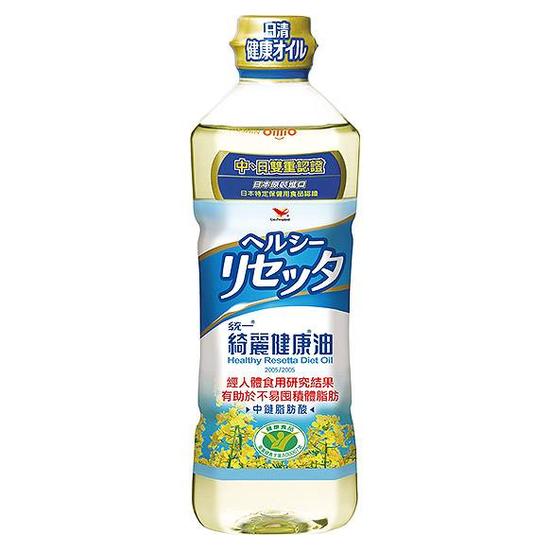 日清
健康オイル
OilliO
中、日雙重認證
日本原裝進口
日本特定保健用食品認證
ヘルシー
リセッタ
統一®
綺麗健康油
Healthy Resetta Diet Oil
2005/2005
經人體食用研究結果
有助於不易囤積體脂肪
中鏈脂肪酸
健康食品